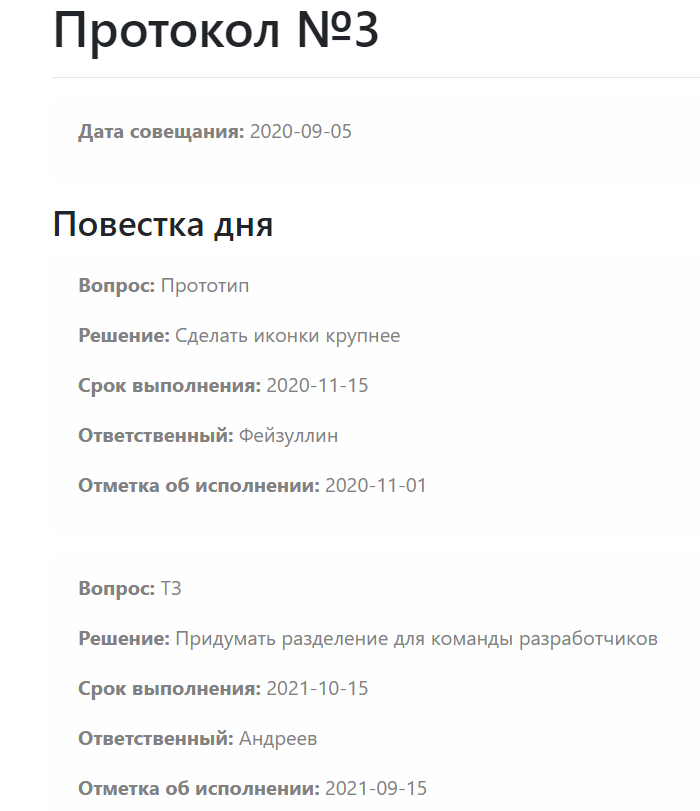 Протокол №3
Дата совещания: 2020-09-05
Повестка дня
Вопрос: Прототип
Решение: Сделать иконки крупнее
Срок выполнения: 2020-11-15
Ответственный: Фейзуллин
Отметка об исполнении: 2020-11-01
Вопрос: ТЗ
Решение: Придумать разделение для команды разработчиков
Срок выполнения: 2021-10-15
Ответственный: Андреев
Отметка об исполнении: 2021-09-15